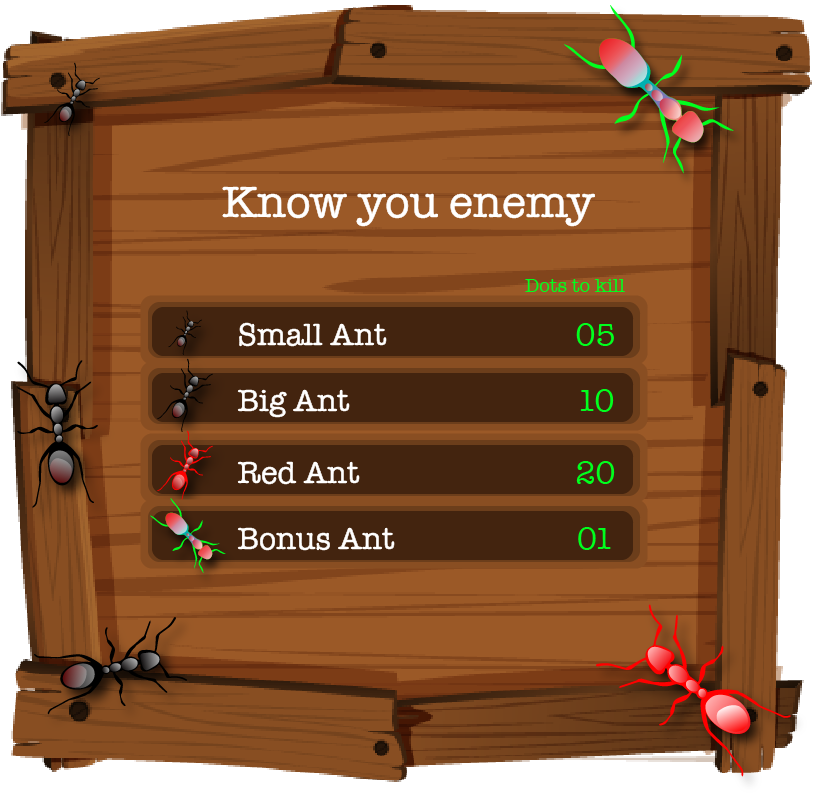 Know you enemy
Dots to kill
Small Ant 05
Big Ant 10
Red Ant 20
Bonus Ant 01